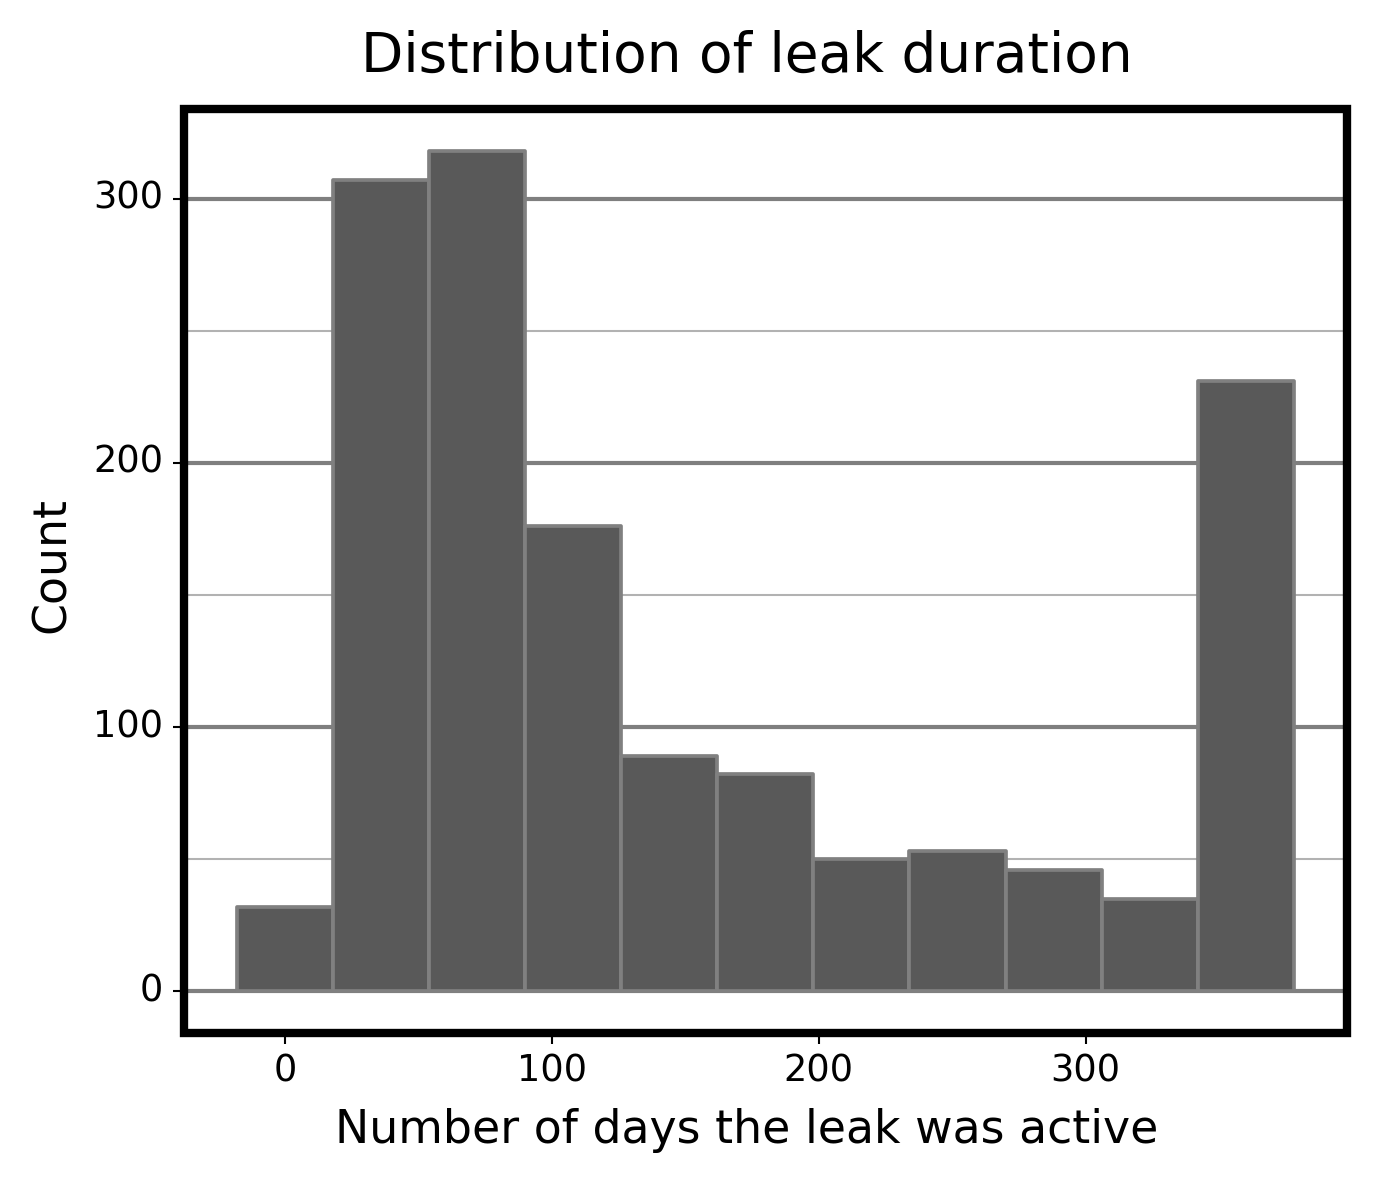 Distribution of leak duration
300
200
100
0
Count
0 100 200 300
Number of days the leak was active